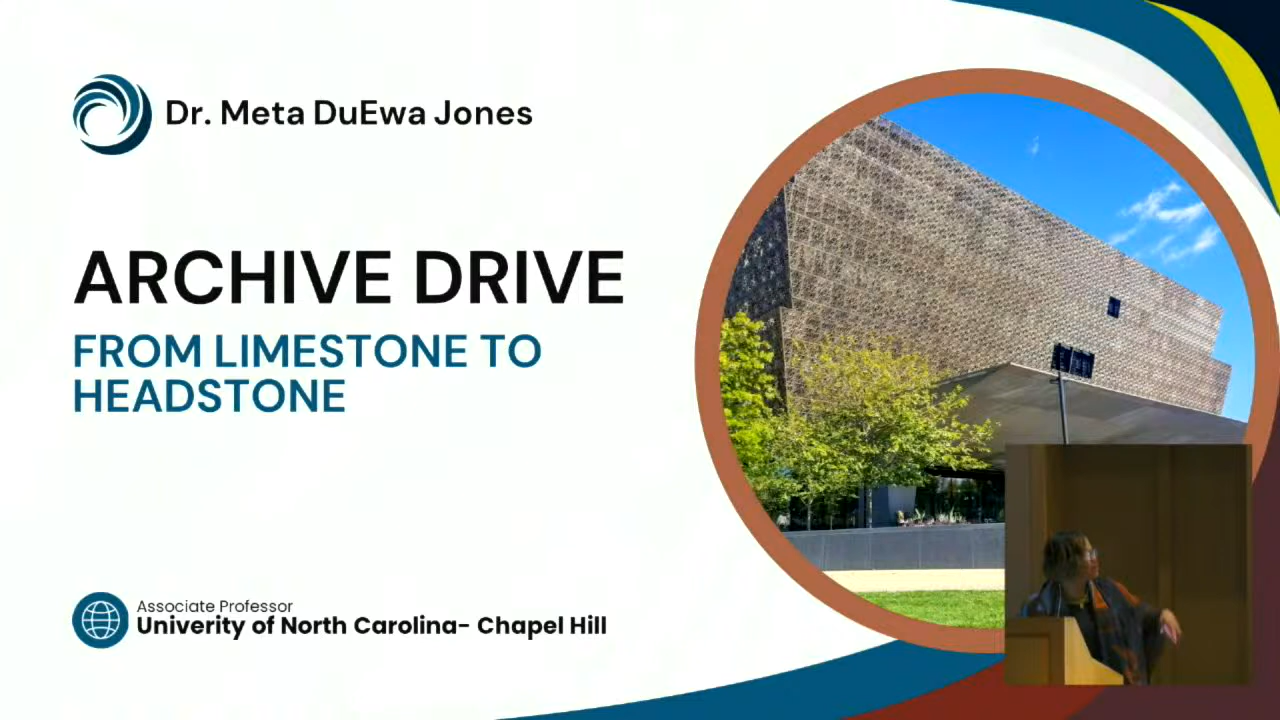 Dr. Meta DuEwa Jones
ARCHIVE DRIVE
FROM LIMESTONE TO
HEADSTONE
Associate Professor
Univerity of North Carolina- Chapel Hill